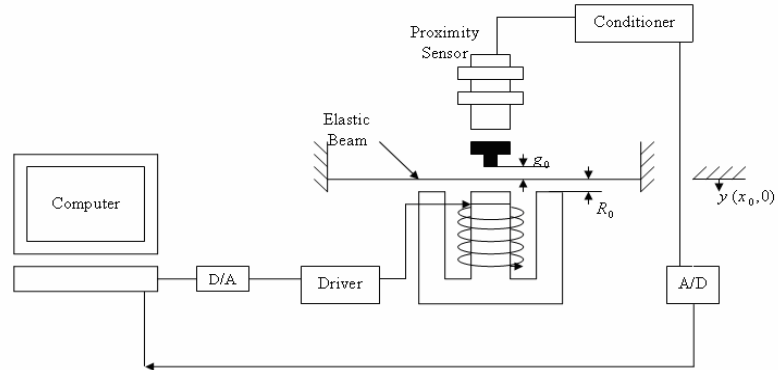 Conditioner
Proximity
Sensor
Elastic
Beam
g₀
Computer
R₀
y (x₀,0)
D/A
Driver
A/D